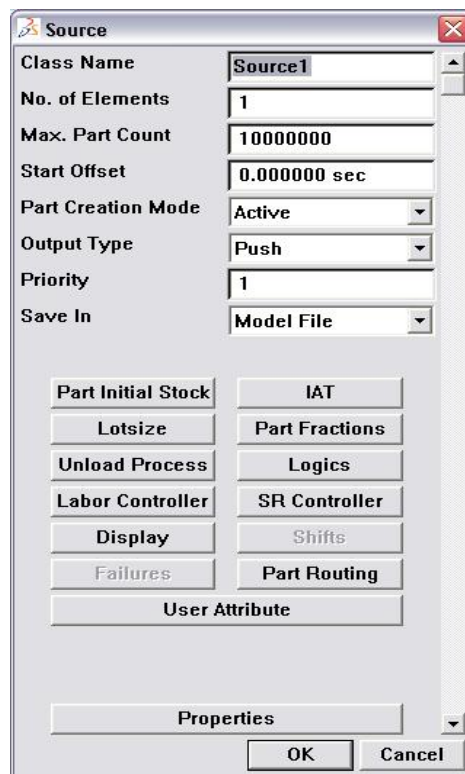 Source
Class Name Source1
No. of Elements 1
Max. Part Count 10000000
Start Offset 0.000000 sec
Part Creation Mode Active
Output Type Push
Priority 1
Save In Model File
Part Initial Stock IAT
Lotsize Part Fractions
Unload Process Logics
Labor Controller SR Controller
Display Shifts
Failures Part Routing
User Attribute
Properties
OK Cancel